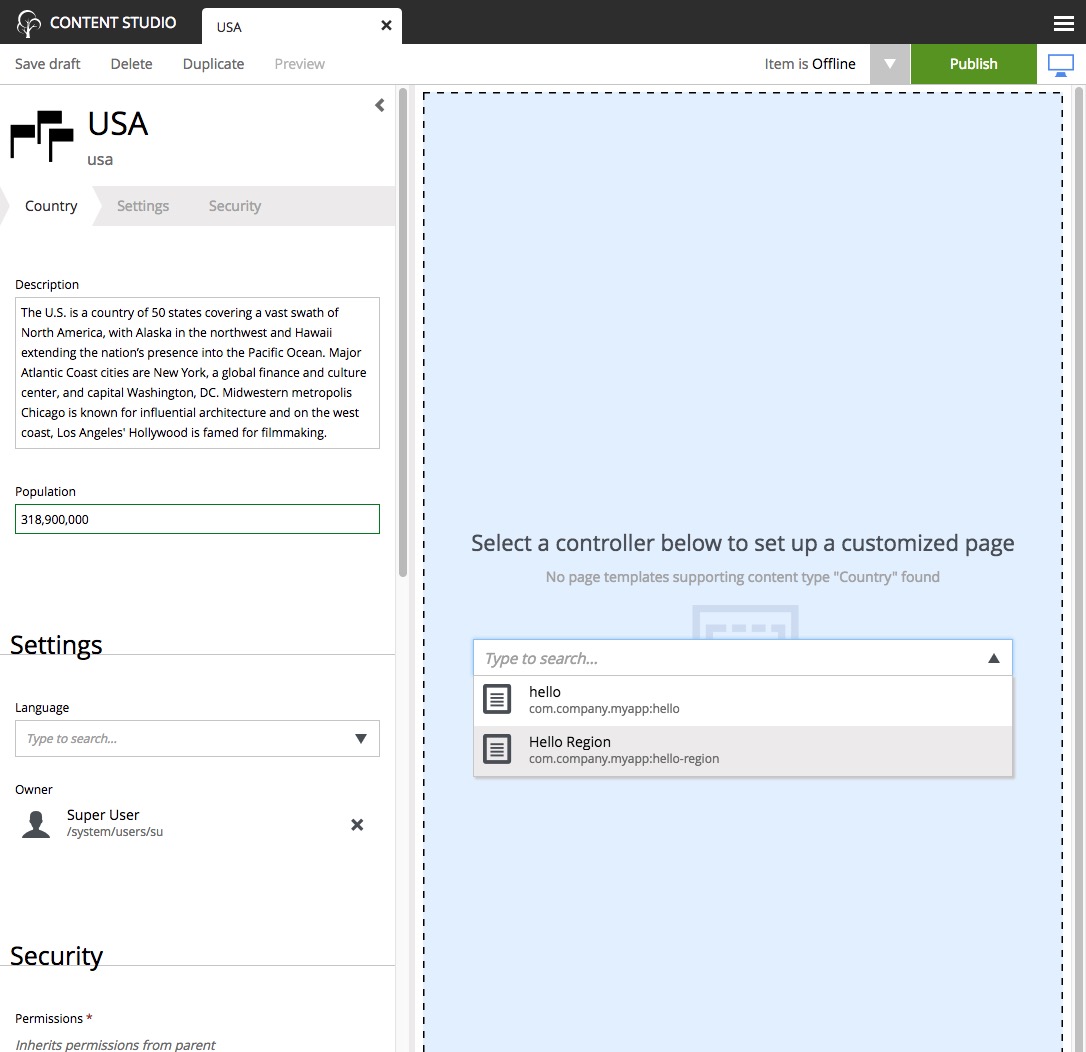 CONTENT STUDIO
USA
Save draft
Delete
Duplicate
Preview
Item is Offline
Publish
USA
usa
Country
Settings
Security
Description
The U.S. is a country of 50 states covering a vast swath of
North America, with Alaska in the northwest and Hawaii
extending the nation’s presence into the Pacific Ocean. Major
Atlantic Coast cities are New York, a global finance and culture
center, and capital Washington, DC. Midwestern metropolis
Chicago is known for influential architecture and on the west
coast, Los Angeles' Hollywood is famed for filmmaking.
Population
318,900,000
Settings
Language
Type to search...
Owner
Super User
/system/users/su
Security
Permissions *
Inherits permissions from parent
Select a controller below to set up a customized page
No page templates supporting content type "Country" found
Type to search...
hello
com.company.myapp:hello
Hello Region
com.company.myapp:hello-region